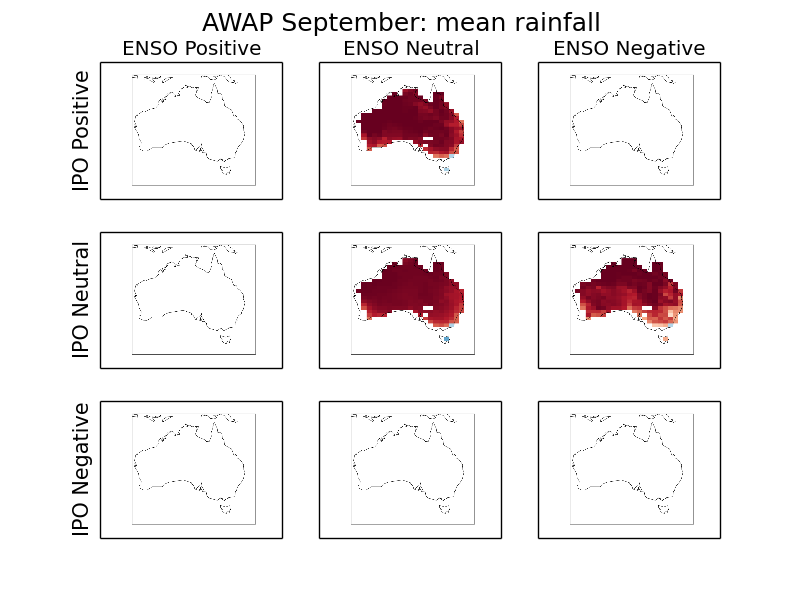 AWAP September: mean rainfall
ENSO Positive
ENSO Neutral
ENSO Negative
IPO Positive
IPO Neutral
IPO Negative